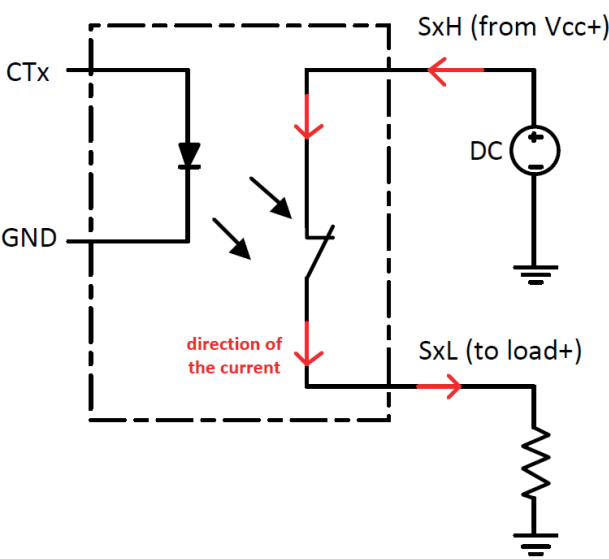 SxH (from Vcc+)
CTx
DC
GND
direction of
the current
SxL (to load+)